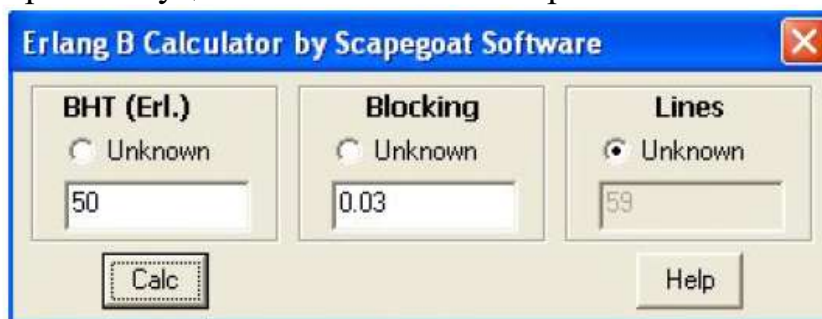 Erlang B Calculator by Scapegoat Software
BHT (Erl.) Blocking Lines
Unknown Unknown Unknown
50 0.03 59
Calc Help